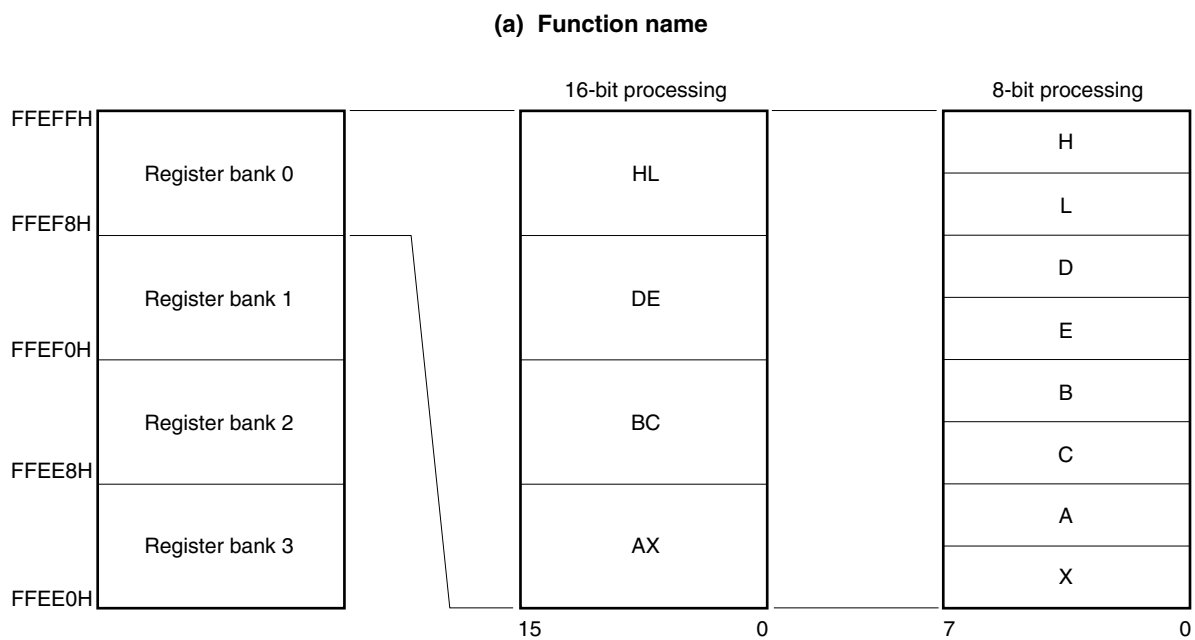 (a) Function name
16-bit processing
8-bit processing
FFEFFH
Register bank 0
HL
H
L
FFEF8H
Register bank 1
DE
D
E
FFEF0H
Register bank 2
BC
B
C
FFEE8H
Register bank 3
AX
A
X
FFEE0H
15 0
7 0